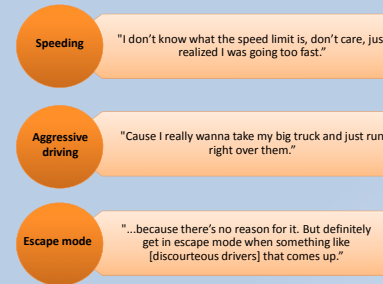 Speeding
"I don't know what the speed limit is, don't care, jus
realized I was going too fast."
Aggressive
driving
"Cause I really wanna take my big truck and just run
right over them."
Escape mode
"...because there's no reason for it. But definitely
get in escape mode when something like
[discourteous drivers] that comes up."